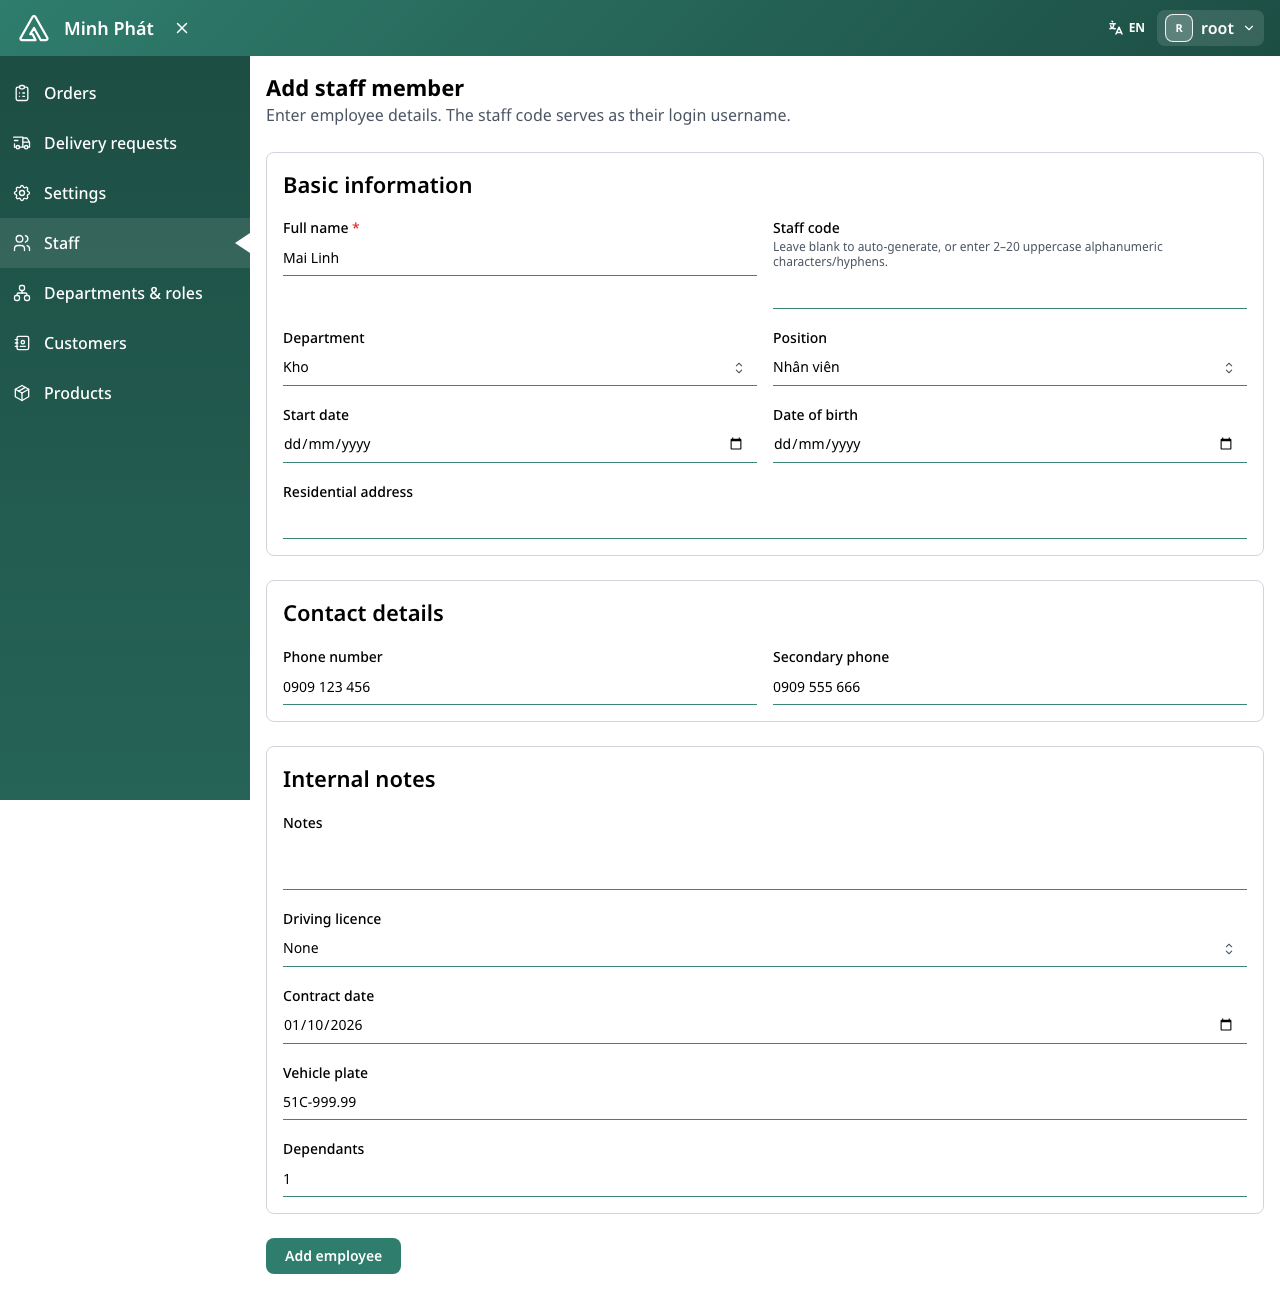 Minh Phát
EN
R
root
Orders
Delivery requests
Settings
Staff
Departments & roles
Customers
Products
Add staff member
Enter employee details. The staff code serves as their login username.
Basic information
Full name *
Mai Linh
Staff code
Leave blank to auto-generate, or enter 2–20 uppercase alphanumeric
characters/hyphens.
Department
Kho
Position
Nhân viên
Start date
dd/mm/yyyy
Date of birth
dd/mm/yyyy
Residential address
Contact details
Phone number
0909 123 456
Secondary phone
0909 555 666
Internal notes
Notes
Driving licence
None
Contract date
01/10/2026
Vehicle plate
51C-999.99
Dependants
1
Add employee